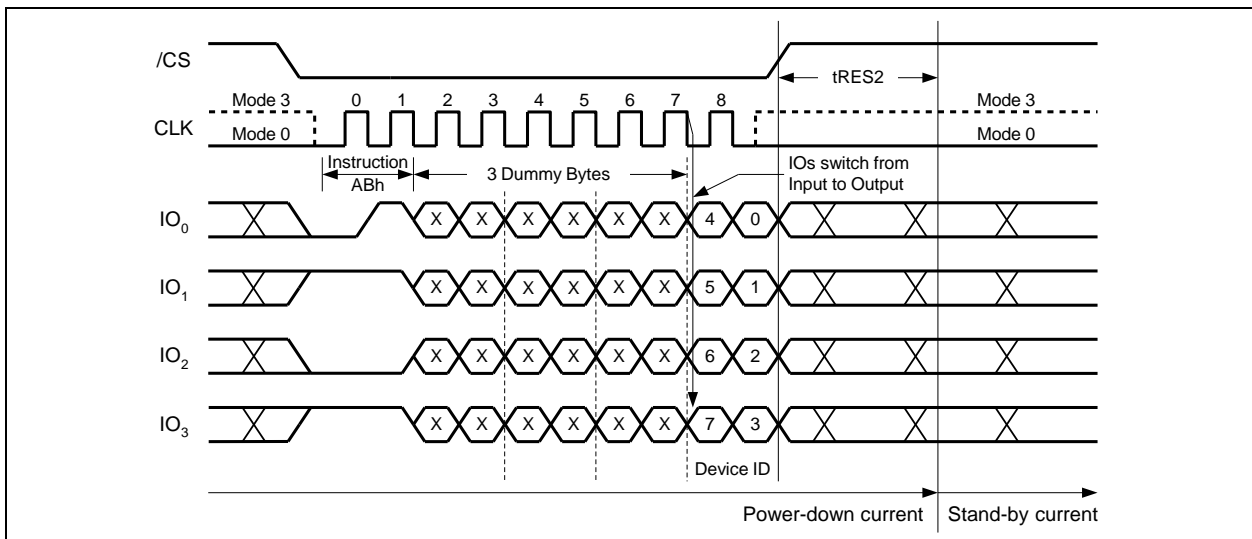 /CS
tRES2
Mode 3 0 1 2 3 4 5 6 7 8 Mode 3
CLK
Mode 0 Mode 0
Instruction
ABh
3 Dummy Bytes
IOs switch from
Input to Output
IO0 X X X X X X 4 0
IO1 X X X X X X 5 1
IO2 X X X X X X 6 2
IO3 X X X X X X 7 3
Device ID
Power-down current Stand-by current